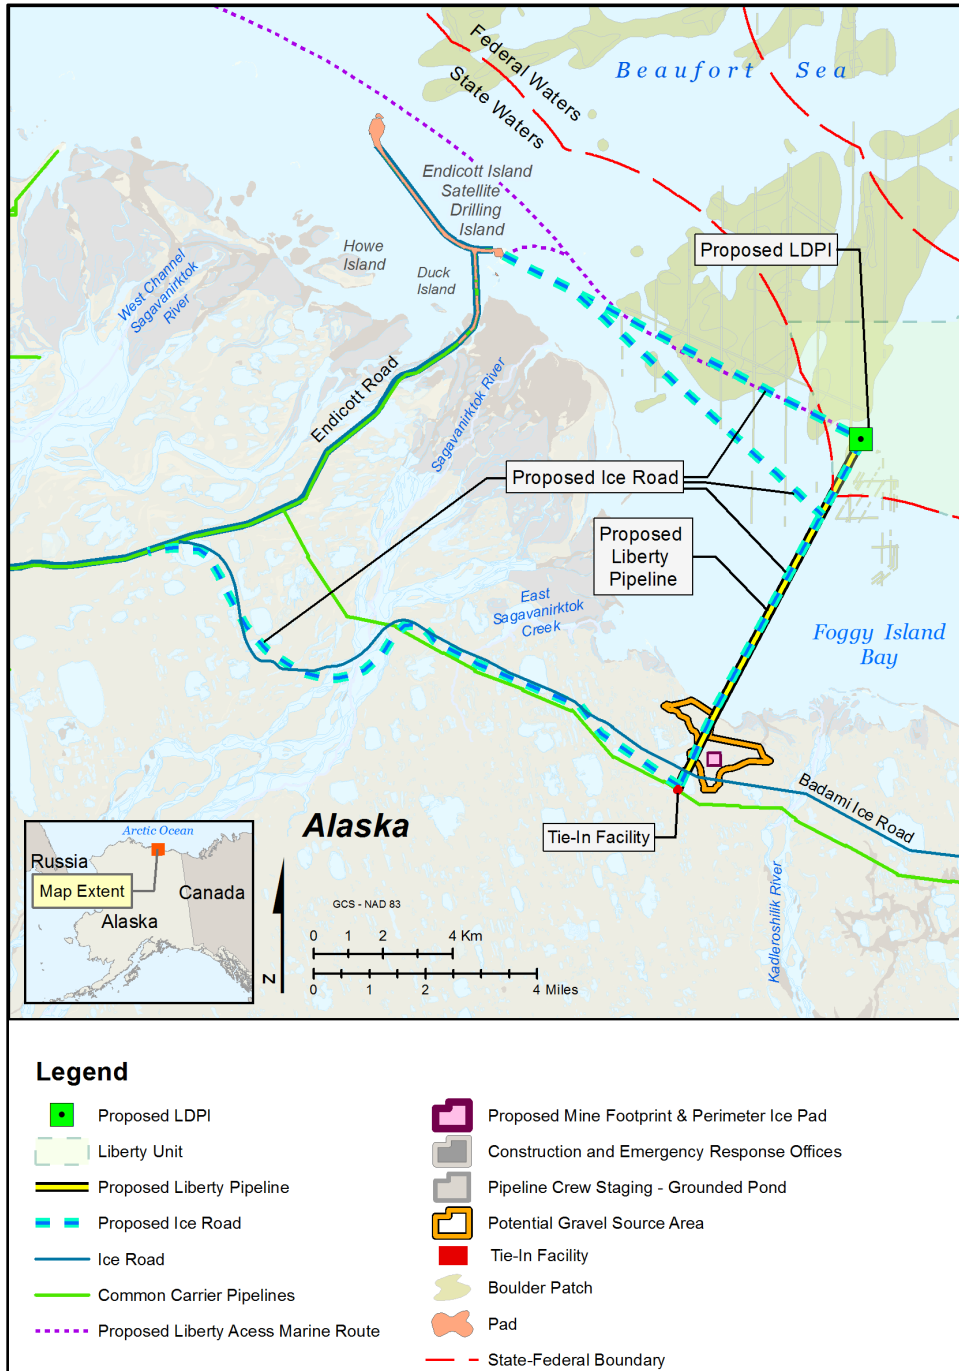 Federal Waters
State Waters
Beaufort Sea
Endicott Island
Satellite
Drilling
Island
Howe
Island
Duck
Island
West Channel
Sagavanirktok
River
Proposed LDPI
Endicott Road
Sagavanirktok River
Proposed Ice Road
Proposed
Liberty
Pipeline
East
Sagavanirktok
Creek
Foggy Island
Bay
Badami Ice Road
Tie-In Facility
Kadleroshilik River
Alaska
Arctic Ocean
Russia
Map Extent
Canada
Alaska
N
GCS - NAD 83
0 1 2 4 Km
0 1 2 4 Miles
Legend
Proposed LDPI
Liberty Unit
Proposed Liberty Pipeline
Proposed Ice Road
Ice Road
Common Carrier Pipelines
Proposed Liberty Acess Marine Route
Proposed Mine Footprint & Perimeter Ice Pad
Construction and Emergency Response Offices
Pipeline Crew Staging - Grounded Pond
Potential Gravel Source Area
Tie-In Facility
Boulder Patch
Pad
State-Federal Boundary